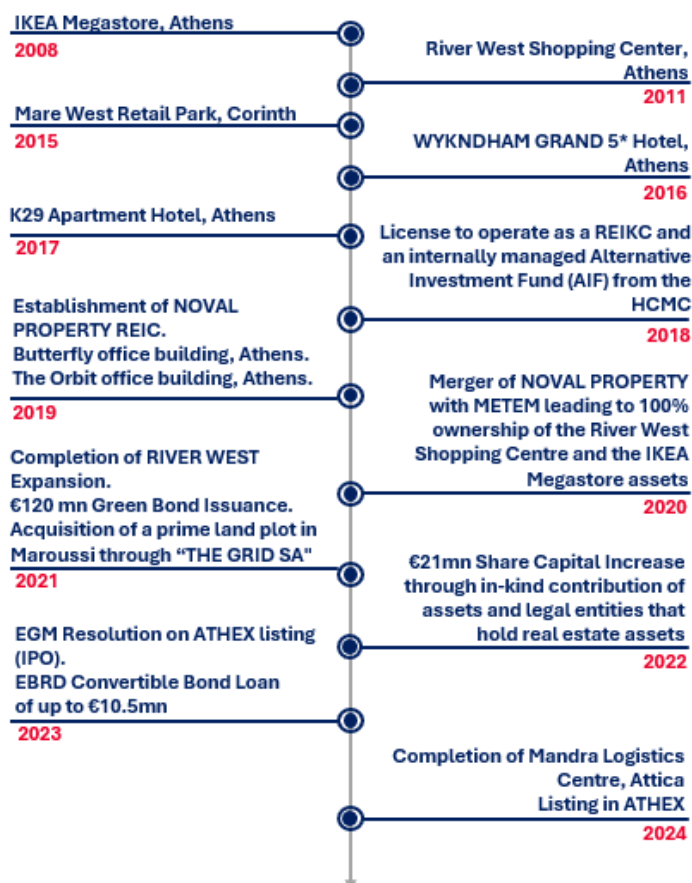 IKEA Megastore, Athens
2008
River West Shopping Center,
Athens
2011
Mare West Retail Park, Corinth
2015
WYKNDHAM GRAND 5* Hotel,
Athens
2016
K29 Apartment Hotel, Athens
2017
License to operate as a REIKC and
an internally managed Alternative
Investment Fund (AIF) from the
HCMC
2018
Establishment of NOVAL
PROPERTY REIC.
Butterfly office building, Athens.
The Orbit office building, Athens.
2019
Merger of NOVAL PROPERTY
with METEM leading to 100%
ownership of the River West
Shopping Centre and the IKEA
Megastore assets
2020
Completion of RIVER WEST
Expansion.
€120 mn Green Bond Issuance.
Acquisition of a prime land plot in
Maroussi through “THE GRID SA"
2021
€21mn Share Capital Increase
through in-kind contribution of
assets and legal entities that
hold real estate assets
2022
EGM Resolution on ATHEX listing
(IPO).
EBRD Convertible Bond Loan
of up to €10.5mn
2023
Completion of Mandra Logistics
Centre, Attica
Listing in ATHEX
2024